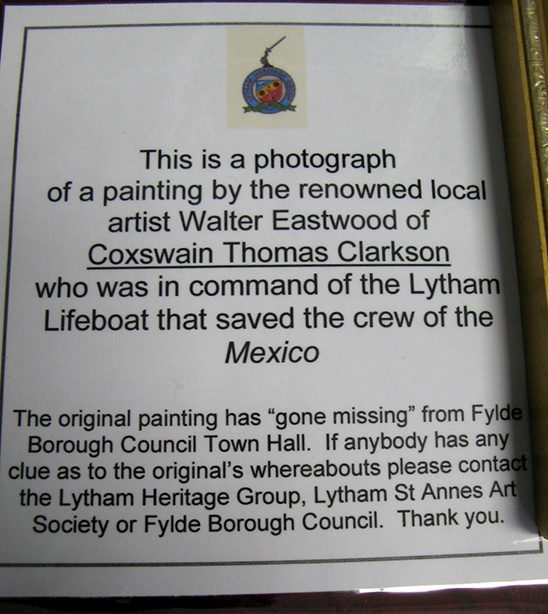 This is a photograph
of a painting by the renowned local
artist Walter Eastwood of
Coxswain Thomas Clarkson
who was in command of the Lytham
Lifeboat that saved the crew of the
Mexico
The original painting has “gone missing” from Fylde
Borough Council Town Hall. If anybody has any
clue as to the original's whereabouts please contact
the Lytham Heritage Group, Lytham St Annes Art
Society or Fylde Borough Council. Thank you.